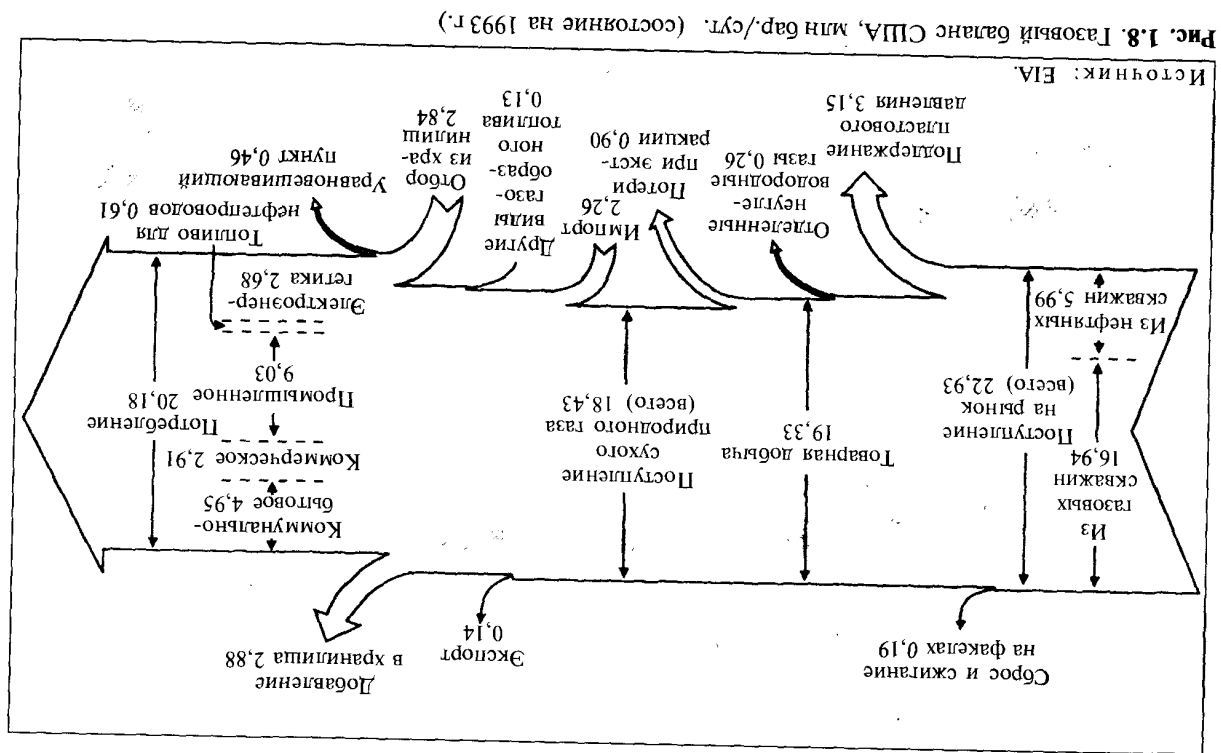 Сброс и сжигание
на факелах 0,19
Экспорт
0,14
Добавление
в хранилища 2,88
Из
газовых
скважин
16,94
Из нефтяных
скважин 5,99
Поступление
на рынок
(всего) 22,93
Товарная добыча
19,33
Поступление
сухого
природного газа
(всего) 18,43
Коммунально-
бытовое 4,95
Коммерческое 2,91
Промышленное
9,03
Электроэнер-
гетика 2,68
Топливо для
нефтепроводов 0,61
Потребление
20,18
Поддержание
пластового
давления 3,15
Отделенные
неугле-
водородные
газы 0,26
Потери
при экст-
ракции 0,90
Импорт
2,26
Другие
виды
газо-
образ-
ного
топлива
0,13
Отбор
из хра-
нилищ
2,84
Уравновешивающий
пункт 0,46
Источник: EIA.
Рис. 1.8. Газовый баланс США, млн бар./сут. (состояние на 1993 г.)